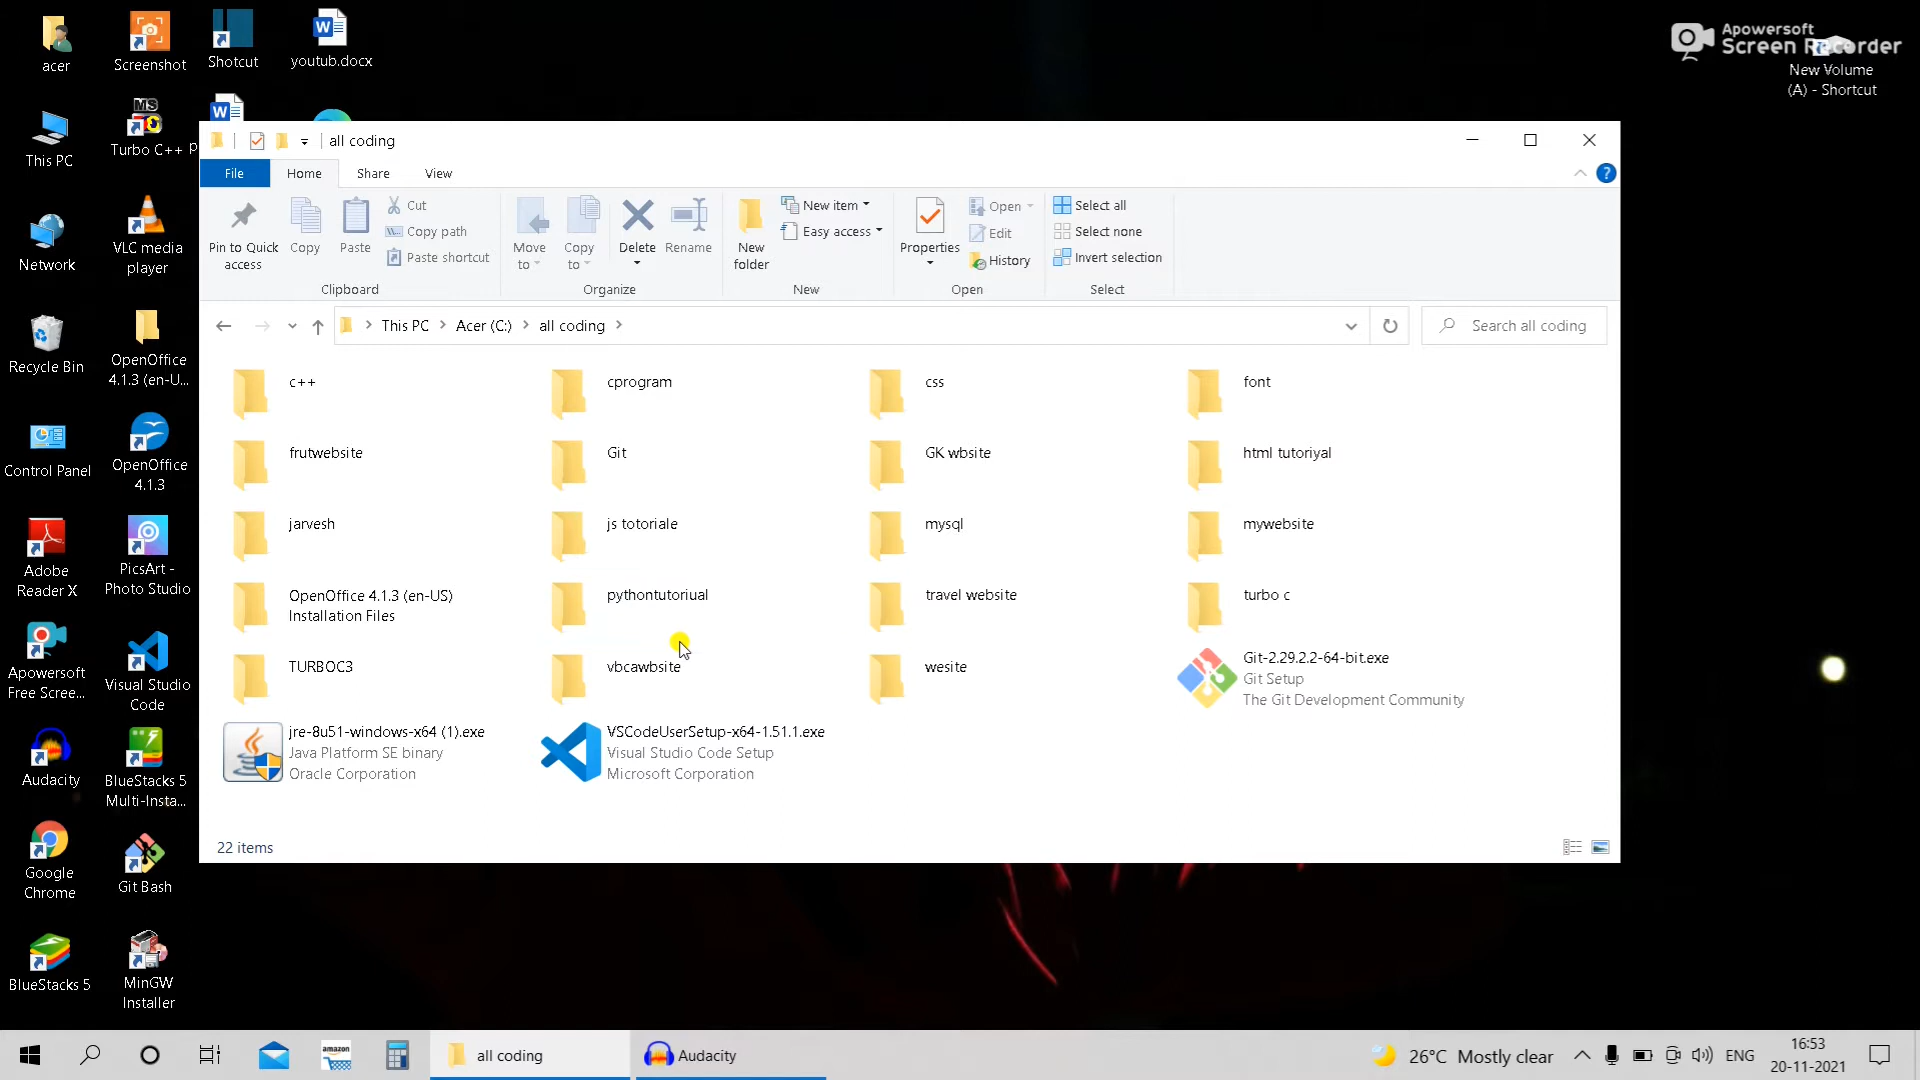 acer
Screenshot
Shotcut
youtub.docx
Apowersoft
Screen Recorder
New Volume
(A) - Shortcut
This PC
MS
Turbo C++
p
Network
VLC media
player
Recycle Bin
OpenOffice
4.1.3 (en-U...
Control Panel
OpenOffice
4.1.3
Adobe
Reader X
PicsArt -
Photo Studio
Apowersoft
Free Scree...
Visual Studio
Code
Audacity
BlueStacks 5
Multi-Insta...
Google
Chrome
Git Bash
BlueStacks 5
MinGW
Installer
all coding
File Home Share View
Pin to Quick
access
Copy
Paste
Cut
Copy path
Paste shortcut
Clipboard
Move
to
Copy
to
Delete
Rename
Organize
New
folder
New item
Easy access
New
Properties
Open
Edit
History
Open
Select all
Select none
Invert selection
Select
This PC > Acer (C:) > all coding >
Search all coding
c++
cprogram
css
font
frutwebsite
Git
GK wbsite
html tutoriyal
jarvesh
js totoriale
mysql
mywebsite
OpenOffice 4.1.3 (en-US)
Installation Files
pythontutoriual
travel website
turbo c
TURBOC3
vbcawbsite
wesite
Git-2.29.2.2-64-bit.exe
Git Setup
The Git Development Community
jre-8u51-windows-x64 (1).exe
Java Platform SE binary
Oracle Corporation
VSCodeUserSetup-x64-1.51.1.exe
Visual Studio Code Setup
Microsoft Corporation
22 items
amazon
all coding
Audacity
26°C Mostly clear
ENG
16:53
20-11-2021